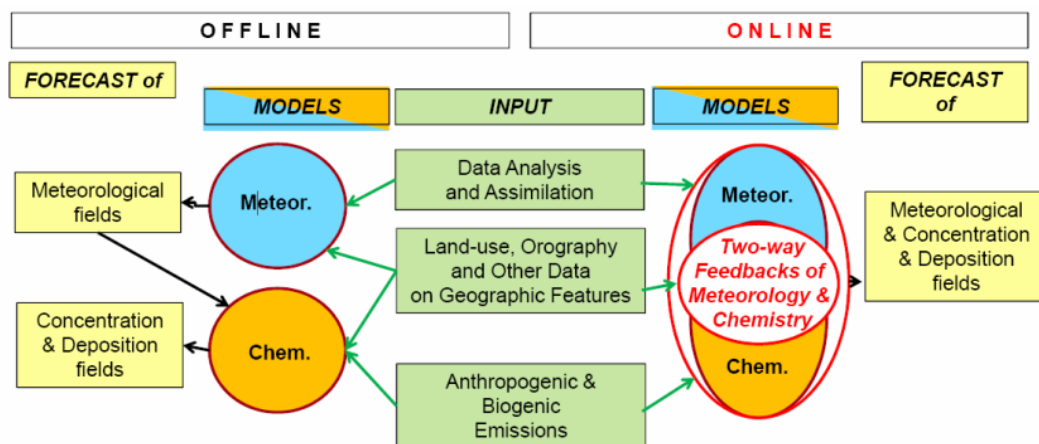 OFFLINE
ONLINE
FORECAST of
MODELS
INPUT
MODELS
FORECAST
of
Meteorological
fields
Meteor.
Data Analysis
and Assimilation
Meteor.
Land-use, Orography
and Other Data
on Geographic Features
Two-way
Feedbacks of
Meteorology &
Chemistry
Meteorological
& Concentration
& Deposition
fields
Concentration
& Deposition
fields
Chem.
Anthropogenic &
Biogenic
Emissions
Chem.